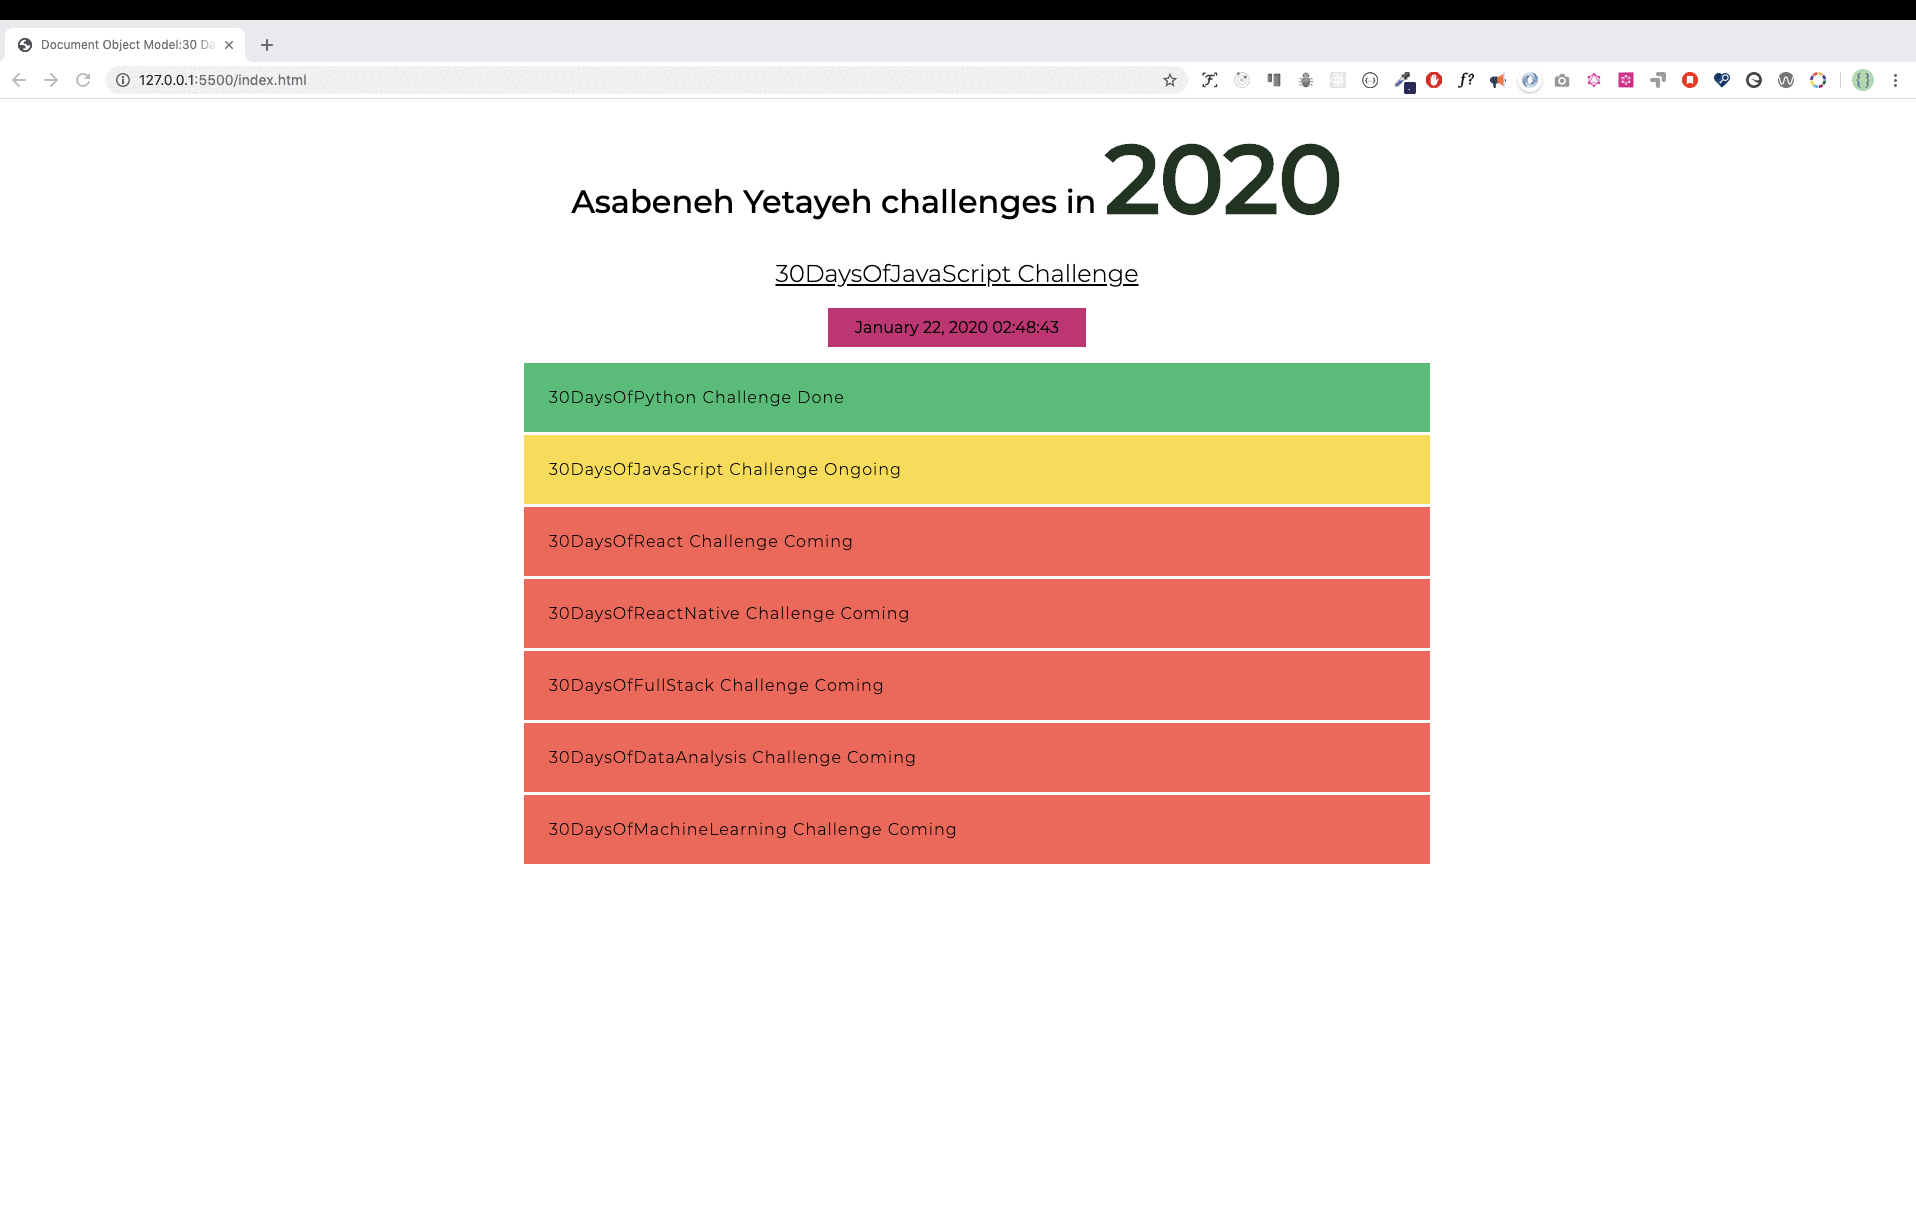 Document Object Model:30 Da
127.0.0.1:5500/index.html
f?
Asabeneh Yetayeh challenges in 2020
30DaysOfJavaScript Challenge
January 22, 2020 02:48:43
30DaysOfPython Challenge Done
30DaysOfJavaScript Challenge Ongoing
30DaysOfReact Challenge Coming
30DaysOfReactNative Challenge Coming
30DaysOfFullStack Challenge Coming
30DaysOfDataAnalysis Challenge Coming
30DaysOfMachineLearning Challenge Coming